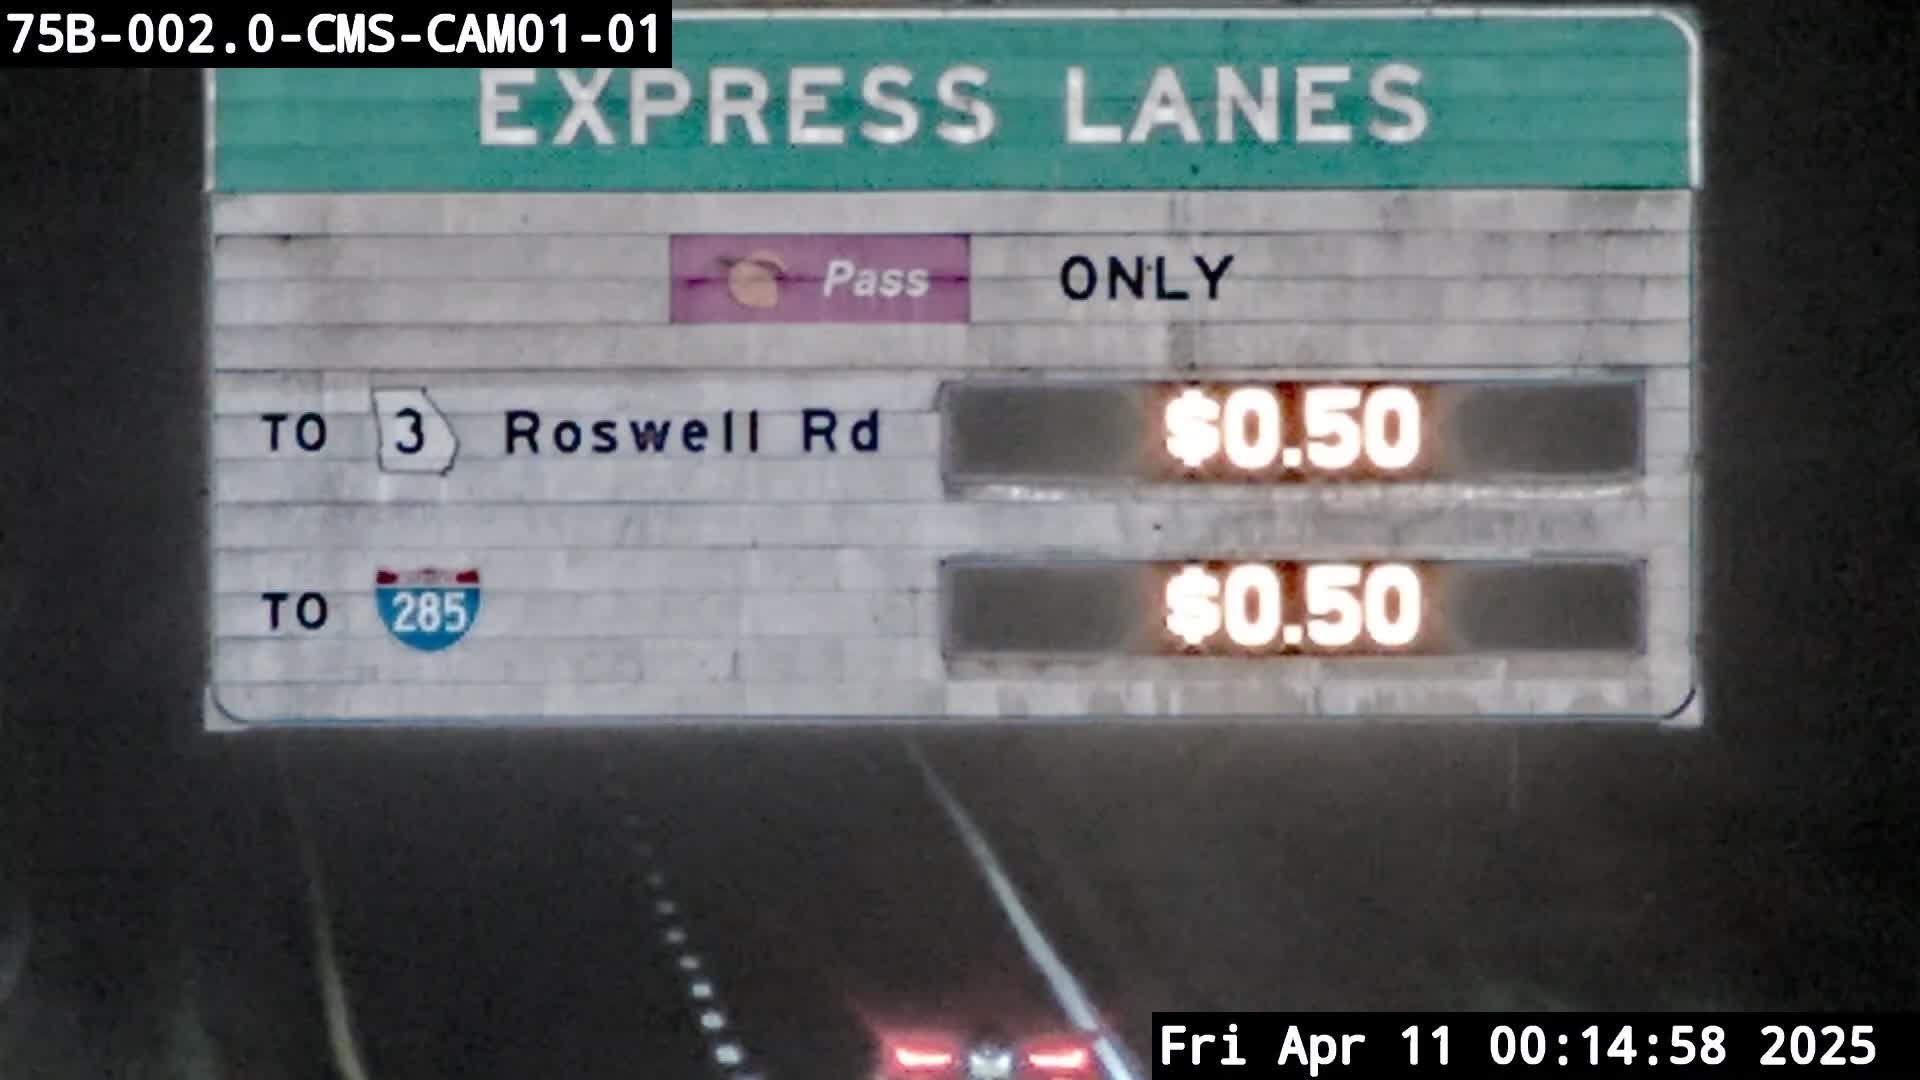 75B-002.0-CMS-CAM01-01
EXPRESS LANES
Pass ONLY
TO 3 Roswell Rd $0.50
TO 285 $0.50
Fri Apr 11 00:14:58 2025